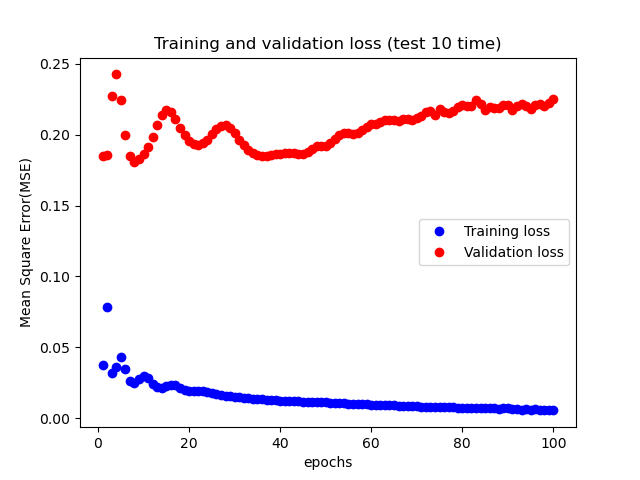 Training and validation loss (test 10 time)
Mean Square Error(MSE)
0.25
0.20
0.15
0.10
0.05
0.00
Training loss
Validation loss
0 20 40 60 80 100
epochs